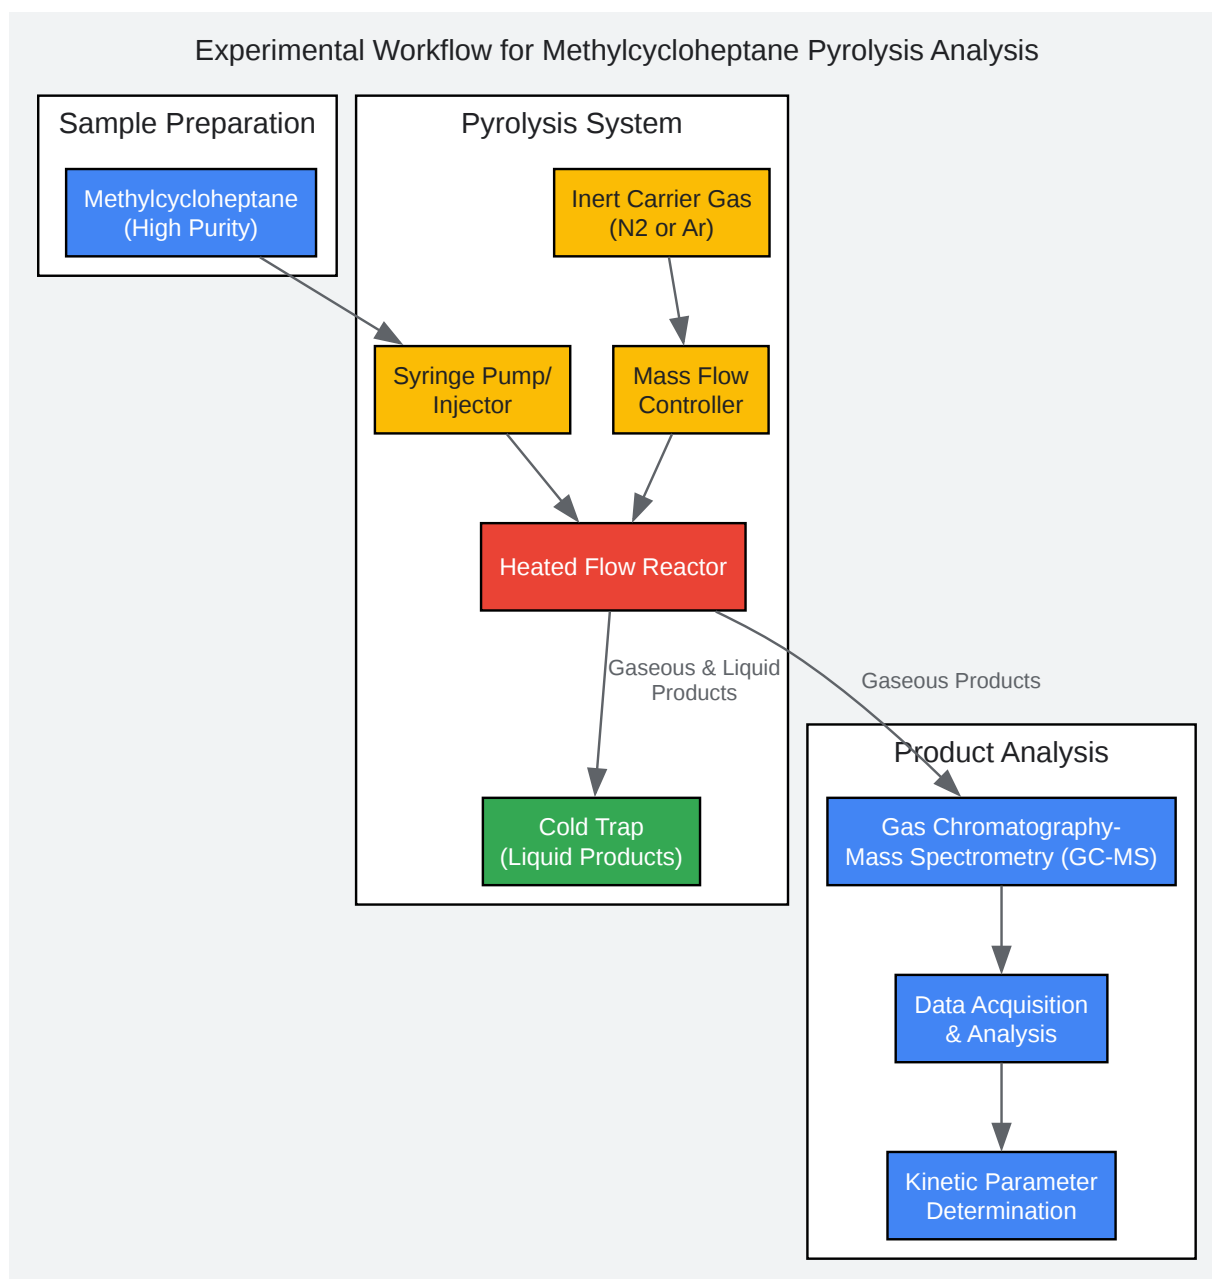 Experimental Workflow for Methylcycloheptane Pyrolysis Analysis
Sample Preparation
Methylcycloheptane
(High Purity)
Pyrolysis System
Inert Carrier Gas
(N2 or Ar)
Syringe Pump/
Injector
Mass Flow
Controller
Heated Flow Reactor
Gaseous & Liquid
Products
Gaseous Products
Cold Trap
(Liquid Products)
Product Analysis
Gas Chromatography-
Mass Spectrometry (GC-MS)
Data Acquisition
& Analysis
Kinetic Parameter
Determination